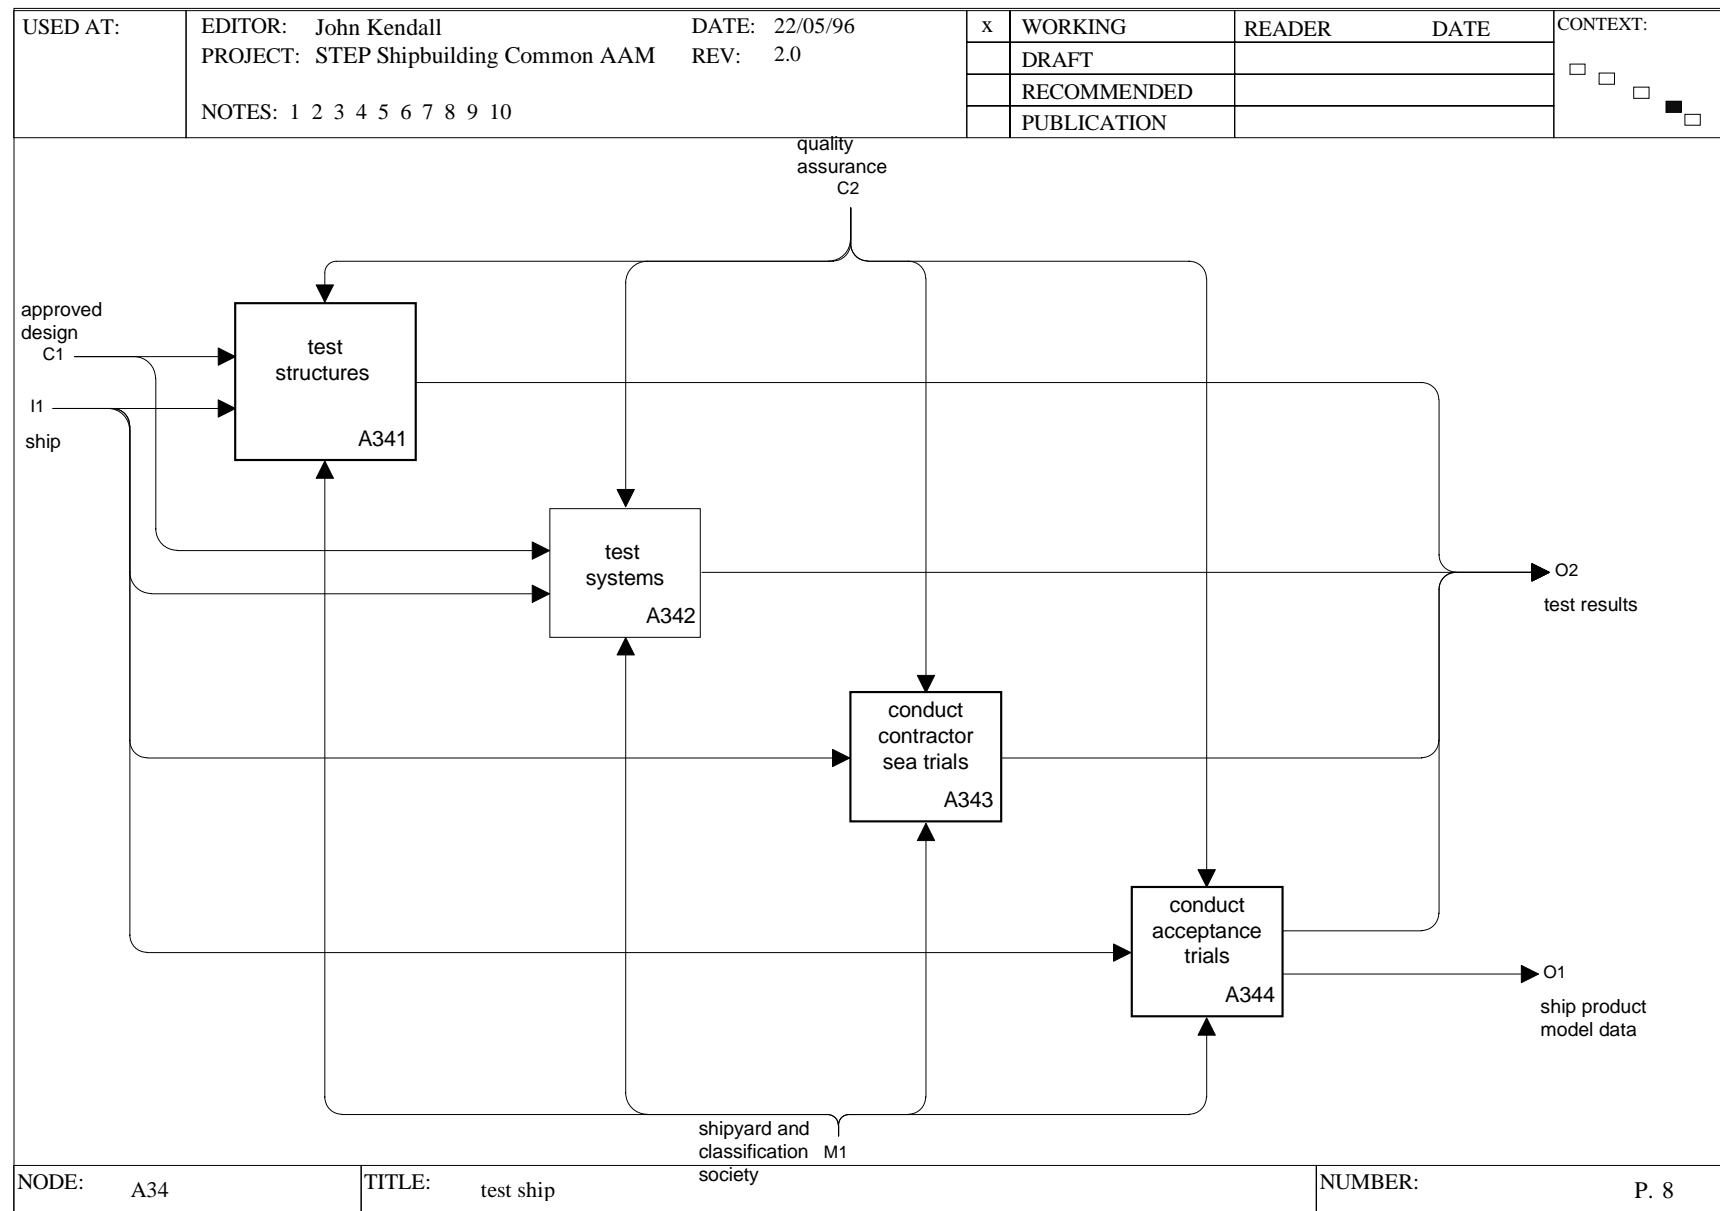 USED AT:
EDITOR: John Kendall
DATE: 22/05/96
PROJECT: STEP Shipbuilding Common AAM
REV: 2.0
NOTES: 1 2 3 4 5 6 7 8 9 10
x WORKING
DRAFT
RECOMMENDED
PUBLICATION
READER DATE
CONTEXT:
quality
assurance
C2
approved
design
C1
I1
ship
test
structures
A341
test
systems
A342
conduct
contractor
sea trials
A343
conduct
acceptance
trials
A344
O2
test results
O1
ship product
model data
shipyard and
classification
society
M1
NODE: A34
TITLE: test ship
NUMBER: P. 8